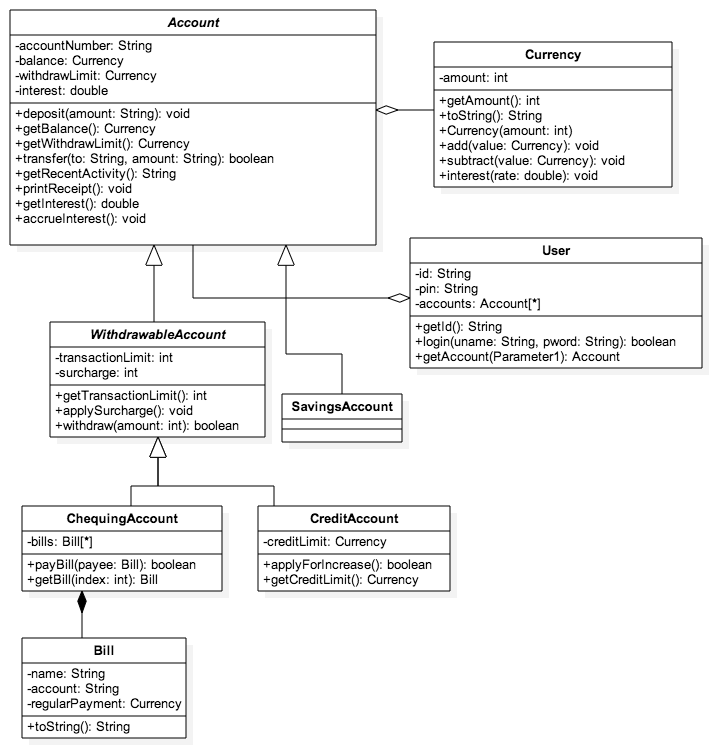 Account
-accountNumber: String
-balance: Currency
-withdrawLimit: Currency
-interest: double
+deposit(amount: String): void
+getBalance(): Currency
+getWithdrawLimit(): Currency
+transfer(to: String, amount: String): boolean
+getRecentActivity(): String
+printReceipt(): void
+getInterest(): double
+accrueInterest(): void
Currency
-amount: int
+getAmount(): int
+toString(): String
+Currency(amount: int)
+add(value: Currency): void
+subtract(value: Currency): void
+interest(rate: double): void
User
-id: String
-pin: String
-accounts: Account[*]
+getId(): String
+login(uname: String, pword: String): boolean
+getAccount(Parameter1): Account
WithdrawableAccount
-transactionLimit: int
-surcharge: int
+getTransactionLimit(): int
+applySurcharge(): void
+withdraw(amount: int): boolean
SavingsAccount
ChequingAccount
-bills: Bill[*]
+payBill(payee: Bill): boolean
+getBill(index: int): Bill
CreditAccount
-creditLimit: Currency
+applyForIncrease(): boolean
+getCreditLimit(): Currency
Bill
-name: String
-account: String
-regularPayment: Currency
+toString(): String